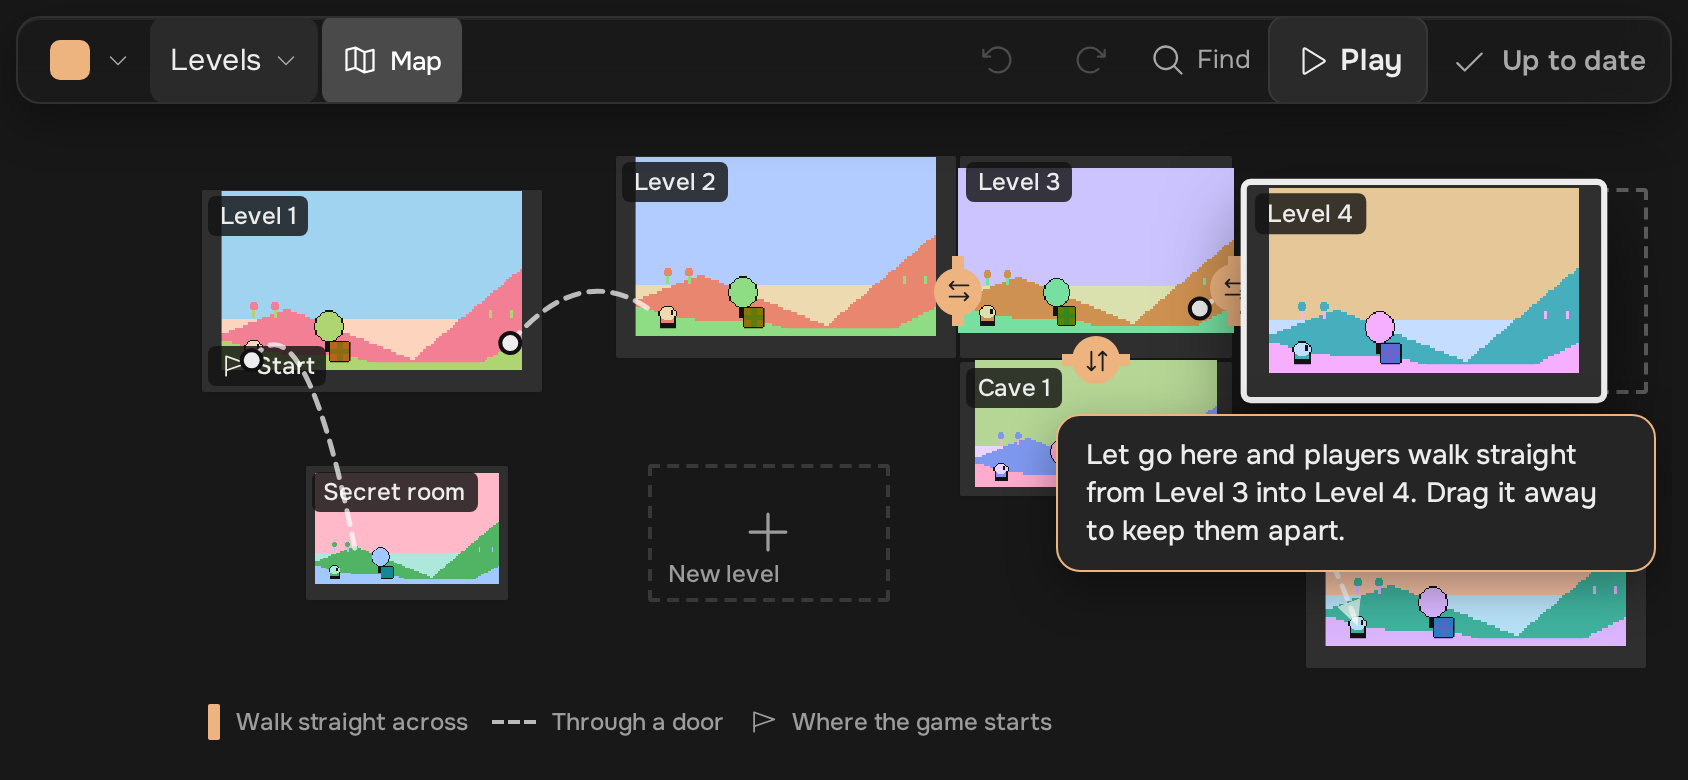 Levels
Map
Find
Play
Up to date
Level 1
Level 2
Level 3
Level 4
Start
Cave 1
Let go here and players walk straight
from Level 3 into Level 4. Drag it away
to keep them apart.
Secret room
New level
Walk straight across
Through a door
Where the game starts